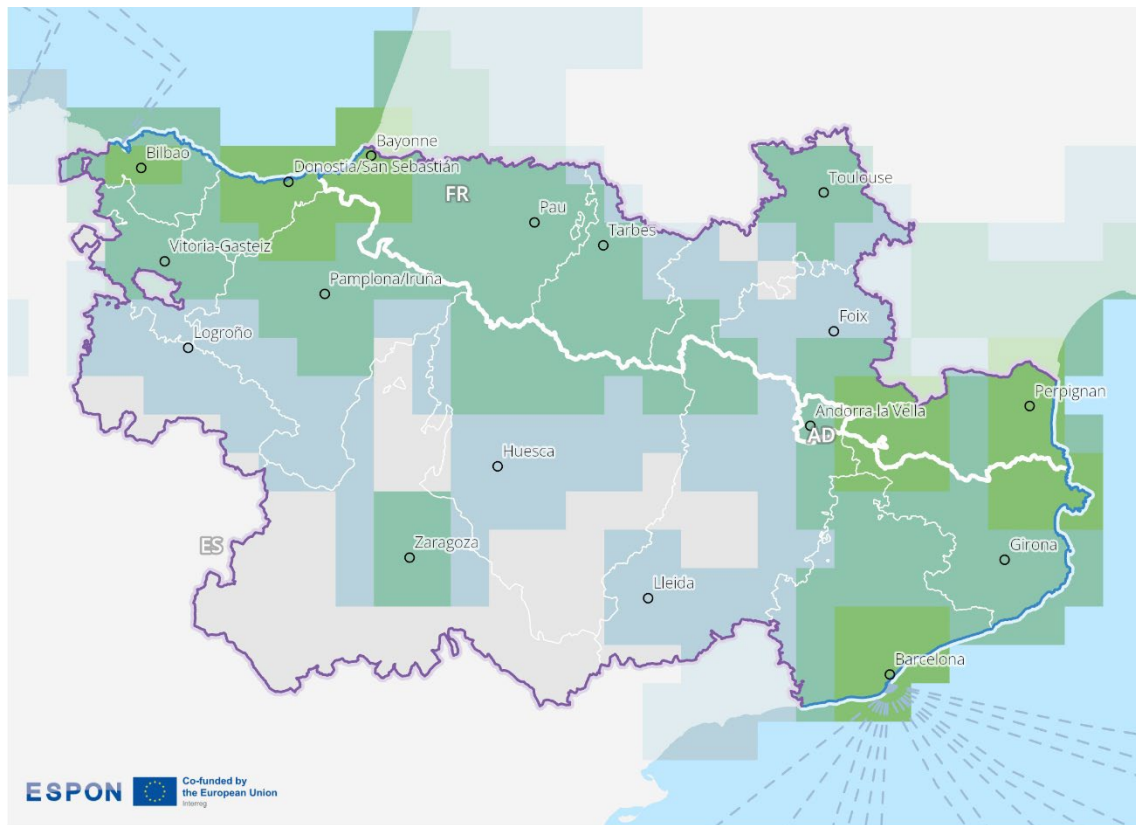 Bilbao
Bayonne
Donostia/San Sebastián
FR
Toulouse
Pau
Tarbes
Vitoria-Gasteiz
Pamplona/Iruña
Logroño
Foix
Perpignan
Andorra la Vella
AD
Huesca
ES
Zaragoza
Girona
Lleida
Barcelona
ESPON
Co-funded by
the European Union
Interreg